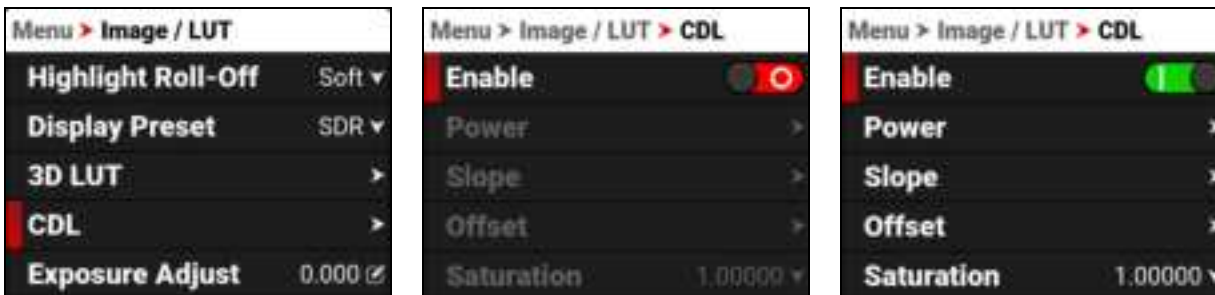 Menu > Image / LUT
Highlight Roll-Off Soft
Display Preset SDR
3D LUT >
CDL >
Exposure Adjust 0.000
Menu > Image / LUT > CDL
Enable
Power >
Slope >
Offset >
Saturation 1.00000
Menu > Image / LUT > CDL
Enable
Power >
Slope >
Offset >
Saturation 1.00000